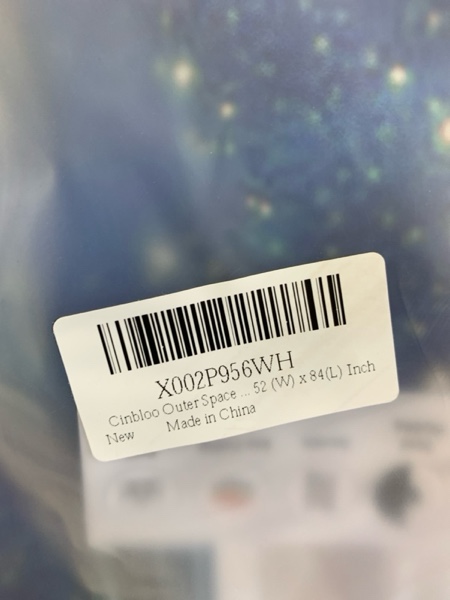 X002P956WH
Cinbloo Outer Space ... 52 (W) x 84(L) Inch
New Made in China